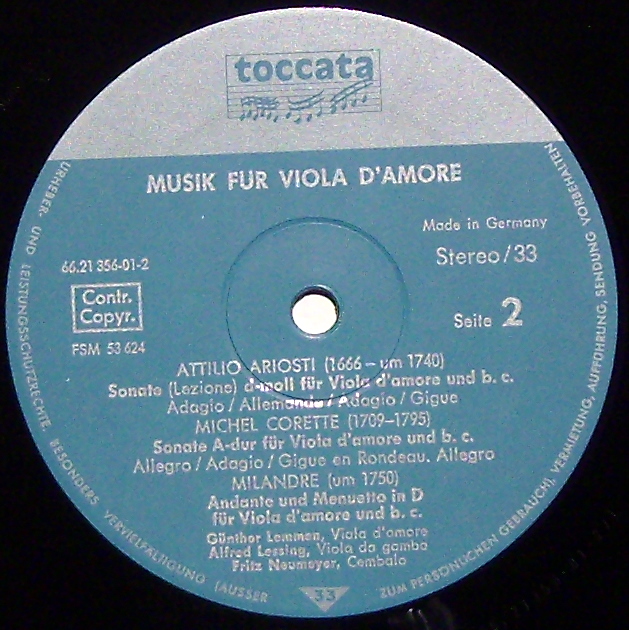 toccata
MUSIK FUR VIOLA D'AMORE
Made in Germany
66.21 356-01-2
Stereo/33
Contr.
Copyr.
Seite 2
FSM 53 624
ATTILIO ARIOSTI (1666 – um 1740)
Sonate (Lezione) d-moll für Viola d'amore und b. c.
Adagio / Allemande / Adagio / Gigue
MICHEL CORETTE (1709–1795)
Sonate A-dur für Viola d'amore und b. c.
Allegro / Adagio / Gigue en Rondeau. Allegro
MILANDRE (um 1750)
Andante und Menuetto in D
für Viola d'amore und b. c.
Günther Lemmen, Viola d'amore
Alfred Lessing, Viola da gamba
Fritz Neumeyer, Cembalo
33
URHEBER- UND LEISTUNGSSCHUTZRECHTE, BESONDERS VERVIELFÄLTIGUNG (AUSSER ZUM PERSÖNLICHEN GEBRAUCH), VERMIETUNG, AUFFÜHRUNG, SENDUNG VORBEHALTEN